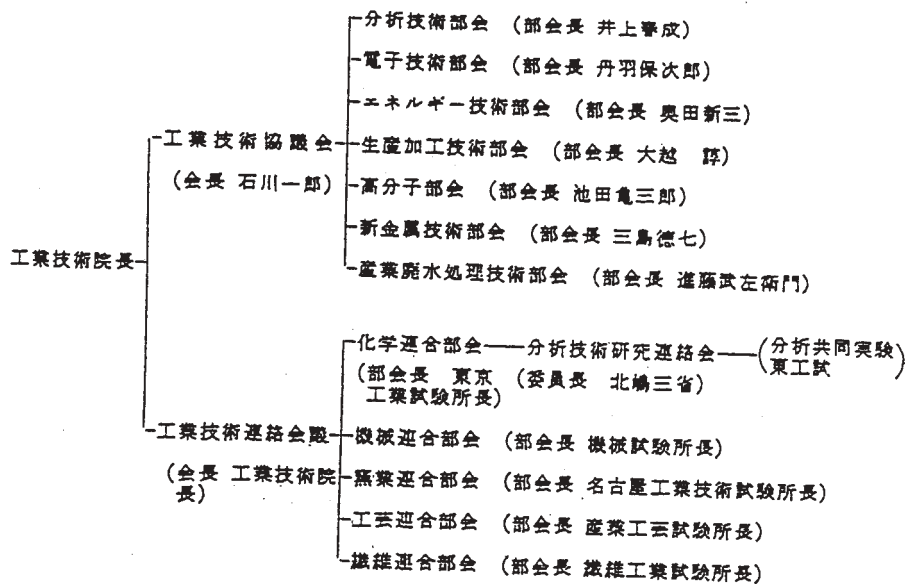 分析技術部会 (部会長 井上春成)
電子技術部会 (部会長 丹羽保次郎)
エネルギー技術部会 (部会長 奥田新三)
工業技術協議会
生産加工技術部会 (部会長 大越 諄)
(会長 石川一郎)
高分子部会 (部会長 池田亀三郎)
新金属技術部会 (部会長 三島徳七)
工業技術院長
産業廃水処理技術部会 (部会長 進藤武左衛門)
化学連合部会
分析技術研究連絡会
(分析共同実験
東工試
(部会長 東京
工業試験所長)
(委員長 北嶋三省)
工業技術連絡会議
機械連合部会 (部会長 機械試験所長)
(会長 工業技術院
長)
窯業連合部会 (部会長 名古屋工業技術試験所長)
工芸連合部会 (部会長 産業工芸試験所長)
繊維連合部会 (部会長 繊維工業試験所長)